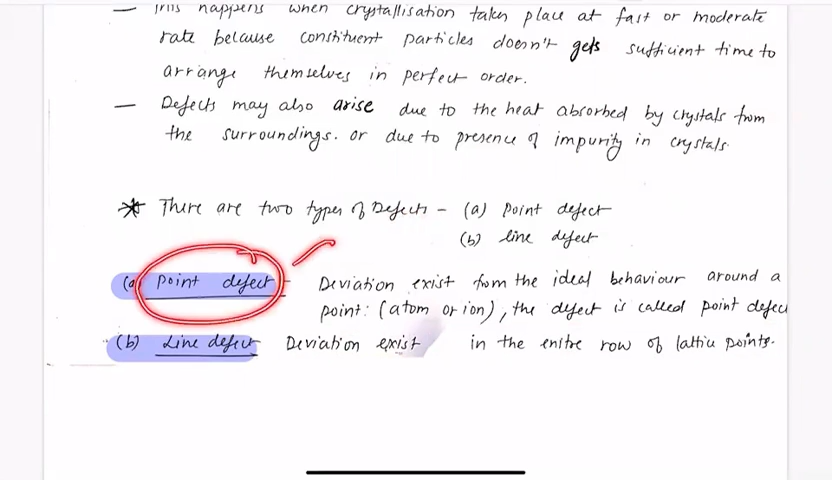 — This happens when crystallisation takes place at fast or moderate
rate because constituent particles doesn't gets sufficient time to
arrange themselves in perfect order.
— Defects may also arise due to the heat absorbed by crystals from
the surroundings. or due to presence of impurity in crystals.
* There are two types of Defects - (a) Point defect
(b) line defect
(a) Point defect - Deviation exist from the ideal behaviour around a
point: (atom or ion), the defect is called point defec
(b) Line defect Deviation exist in the entire row of lattice points.